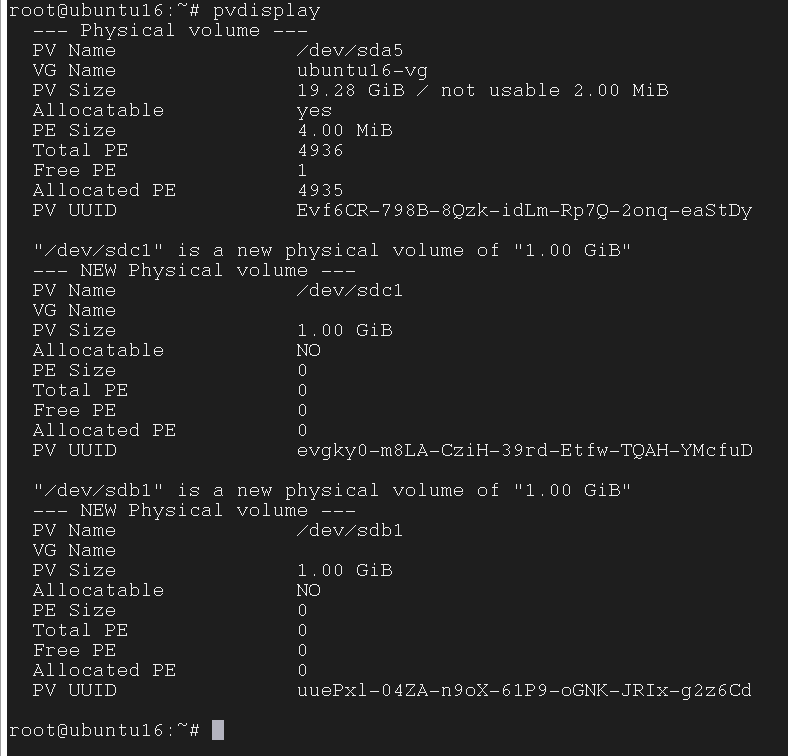 root@ubuntu16:~# pvdisplay
--- Physical volume ---
PV Name /dev/sda5
VG Name ubuntu16-vg
PV Size 19.28 GiB / not usable 2.00 MiB
Allocatable yes
PE Size 4.00 MiB
Total PE 4936
Free PE 1
Allocated PE 4935
PV UUID Evf6CR-798B-8Qzk-idLm-Rp7Q-2onq-eaStDy
"/dev/sdc1" is a new physical volume of "1.00 GiB"
--- NEW Physical volume ---
PV Name /dev/sdc1
VG Name
PV Size 1.00 GiB
Allocatable NO
PE Size 0
Total PE 0
Free PE 0
Allocated PE 0
PV UUID evgky0-m8LA-CziH-39rd-Etfw-TQAH-YMcfuD
"/dev/sdb1" is a new physical volume of "1.00 GiB"
--- NEW Physical volume ---
PV Name /dev/sdb1
VG Name
PV Size 1.00 GiB
Allocatable NO
PE Size 0
Total PE 0
Free PE 0
Allocated PE 0
PV UUID uuePxl-04ZA-n9oX-61P9-oGNK-JRIx-g2z6Cd
root@ubuntu16:~#